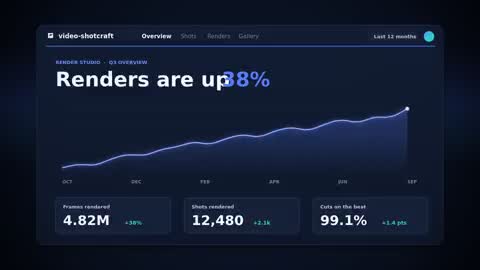 video-shotcraft
Overview Shots Renders Gallery
Last 12 months
RENDER STUDIO · Q3 OVERVIEW
Renders are up 38%
OCT DEC FEB APR JUN SEP
Frames rendered
4.82M +38%
Shots rendered
12,480 +2.1k
Cuts on the beat
99.1% +1.4 pts